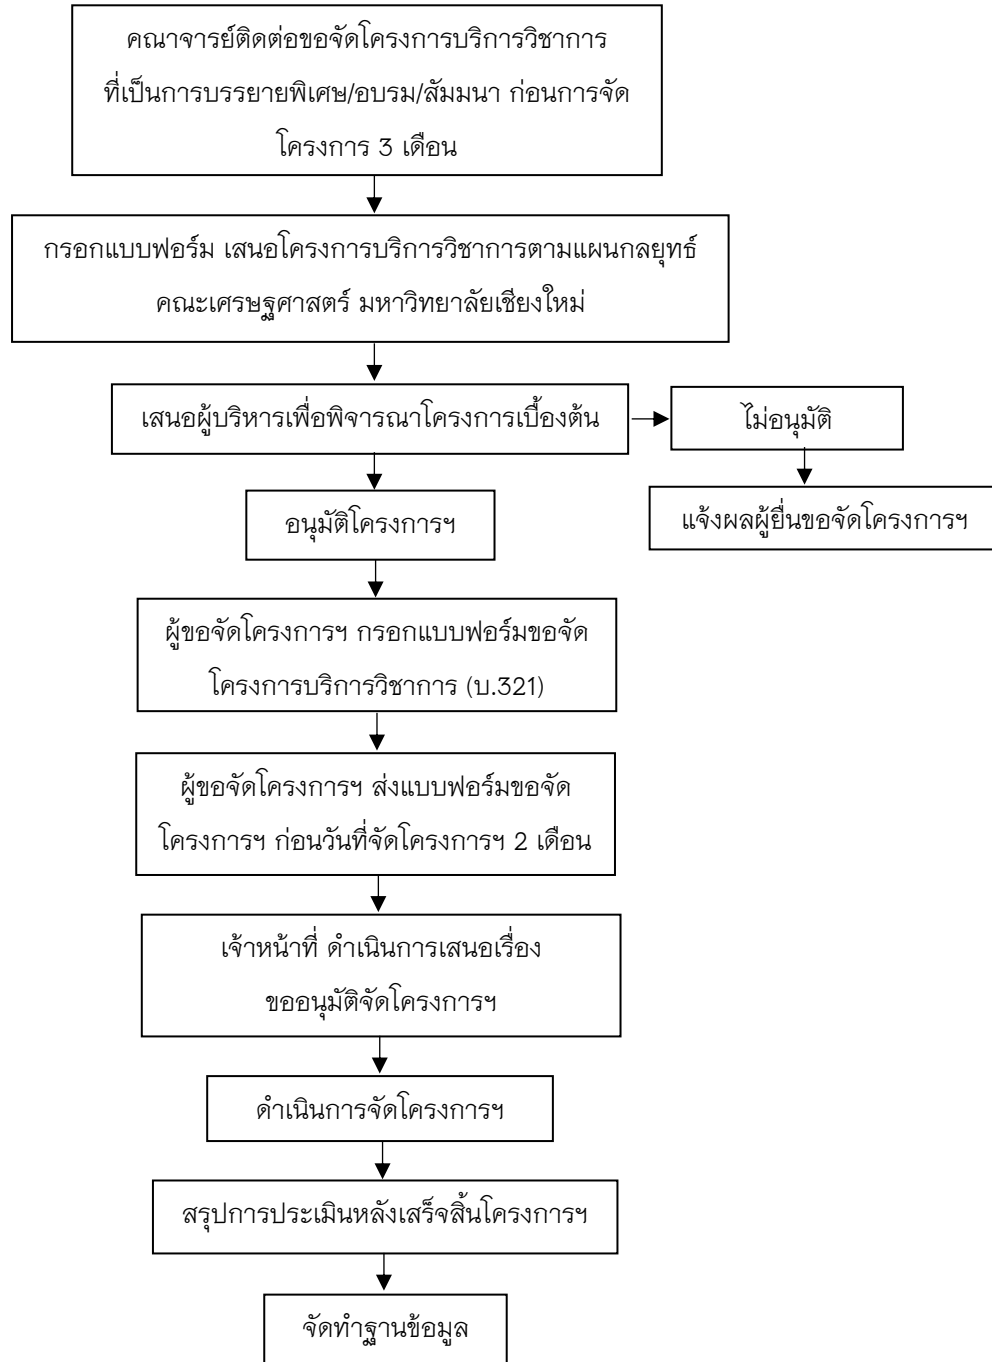 คณาจารย์ติดต่อขอจัดโครงการบริการวิชาการ
ที่เป็นการบรรยายพิเศษ/อบรม/สัมมนา ก่อนการจัด
โครงการ 3 เดือน
กรอกแบบฟอร์ม เสนอโครงการบริการวิชาการตามแผนกลยุทธ์
คณะเศรษฐศาสตร์ มหาวิทยาลัยเชียงใหม่
เสนอผู้บริหารเพื่อพิจารณาโครงการเบื้องต้น
ไม่อนุมัติ
แจ้งผลผู้ยื่นขอจัดโครงการฯ
อนุมัติโครงการฯ
ผู้ขอจัดโครงการฯ กรอกแบบฟอร์มขอจัด
โครงการบริการวิชาการ (บ.321)
ผู้ขอจัดโครงการฯ ส่งแบบฟอร์มขอจัด
โครงการฯ ก่อนวันที่จัดโครงการฯ 2 เดือน
เจ้าหน้าที่ ดำเนินการเสนอเรื่อง
ขออนุมัติจัดโครงการฯ
ดำเนินการจัดโครงการฯ
สรุปการประเมินหลังเสร็จสิ้นโครงการฯ
จัดทำฐานข้อมูล